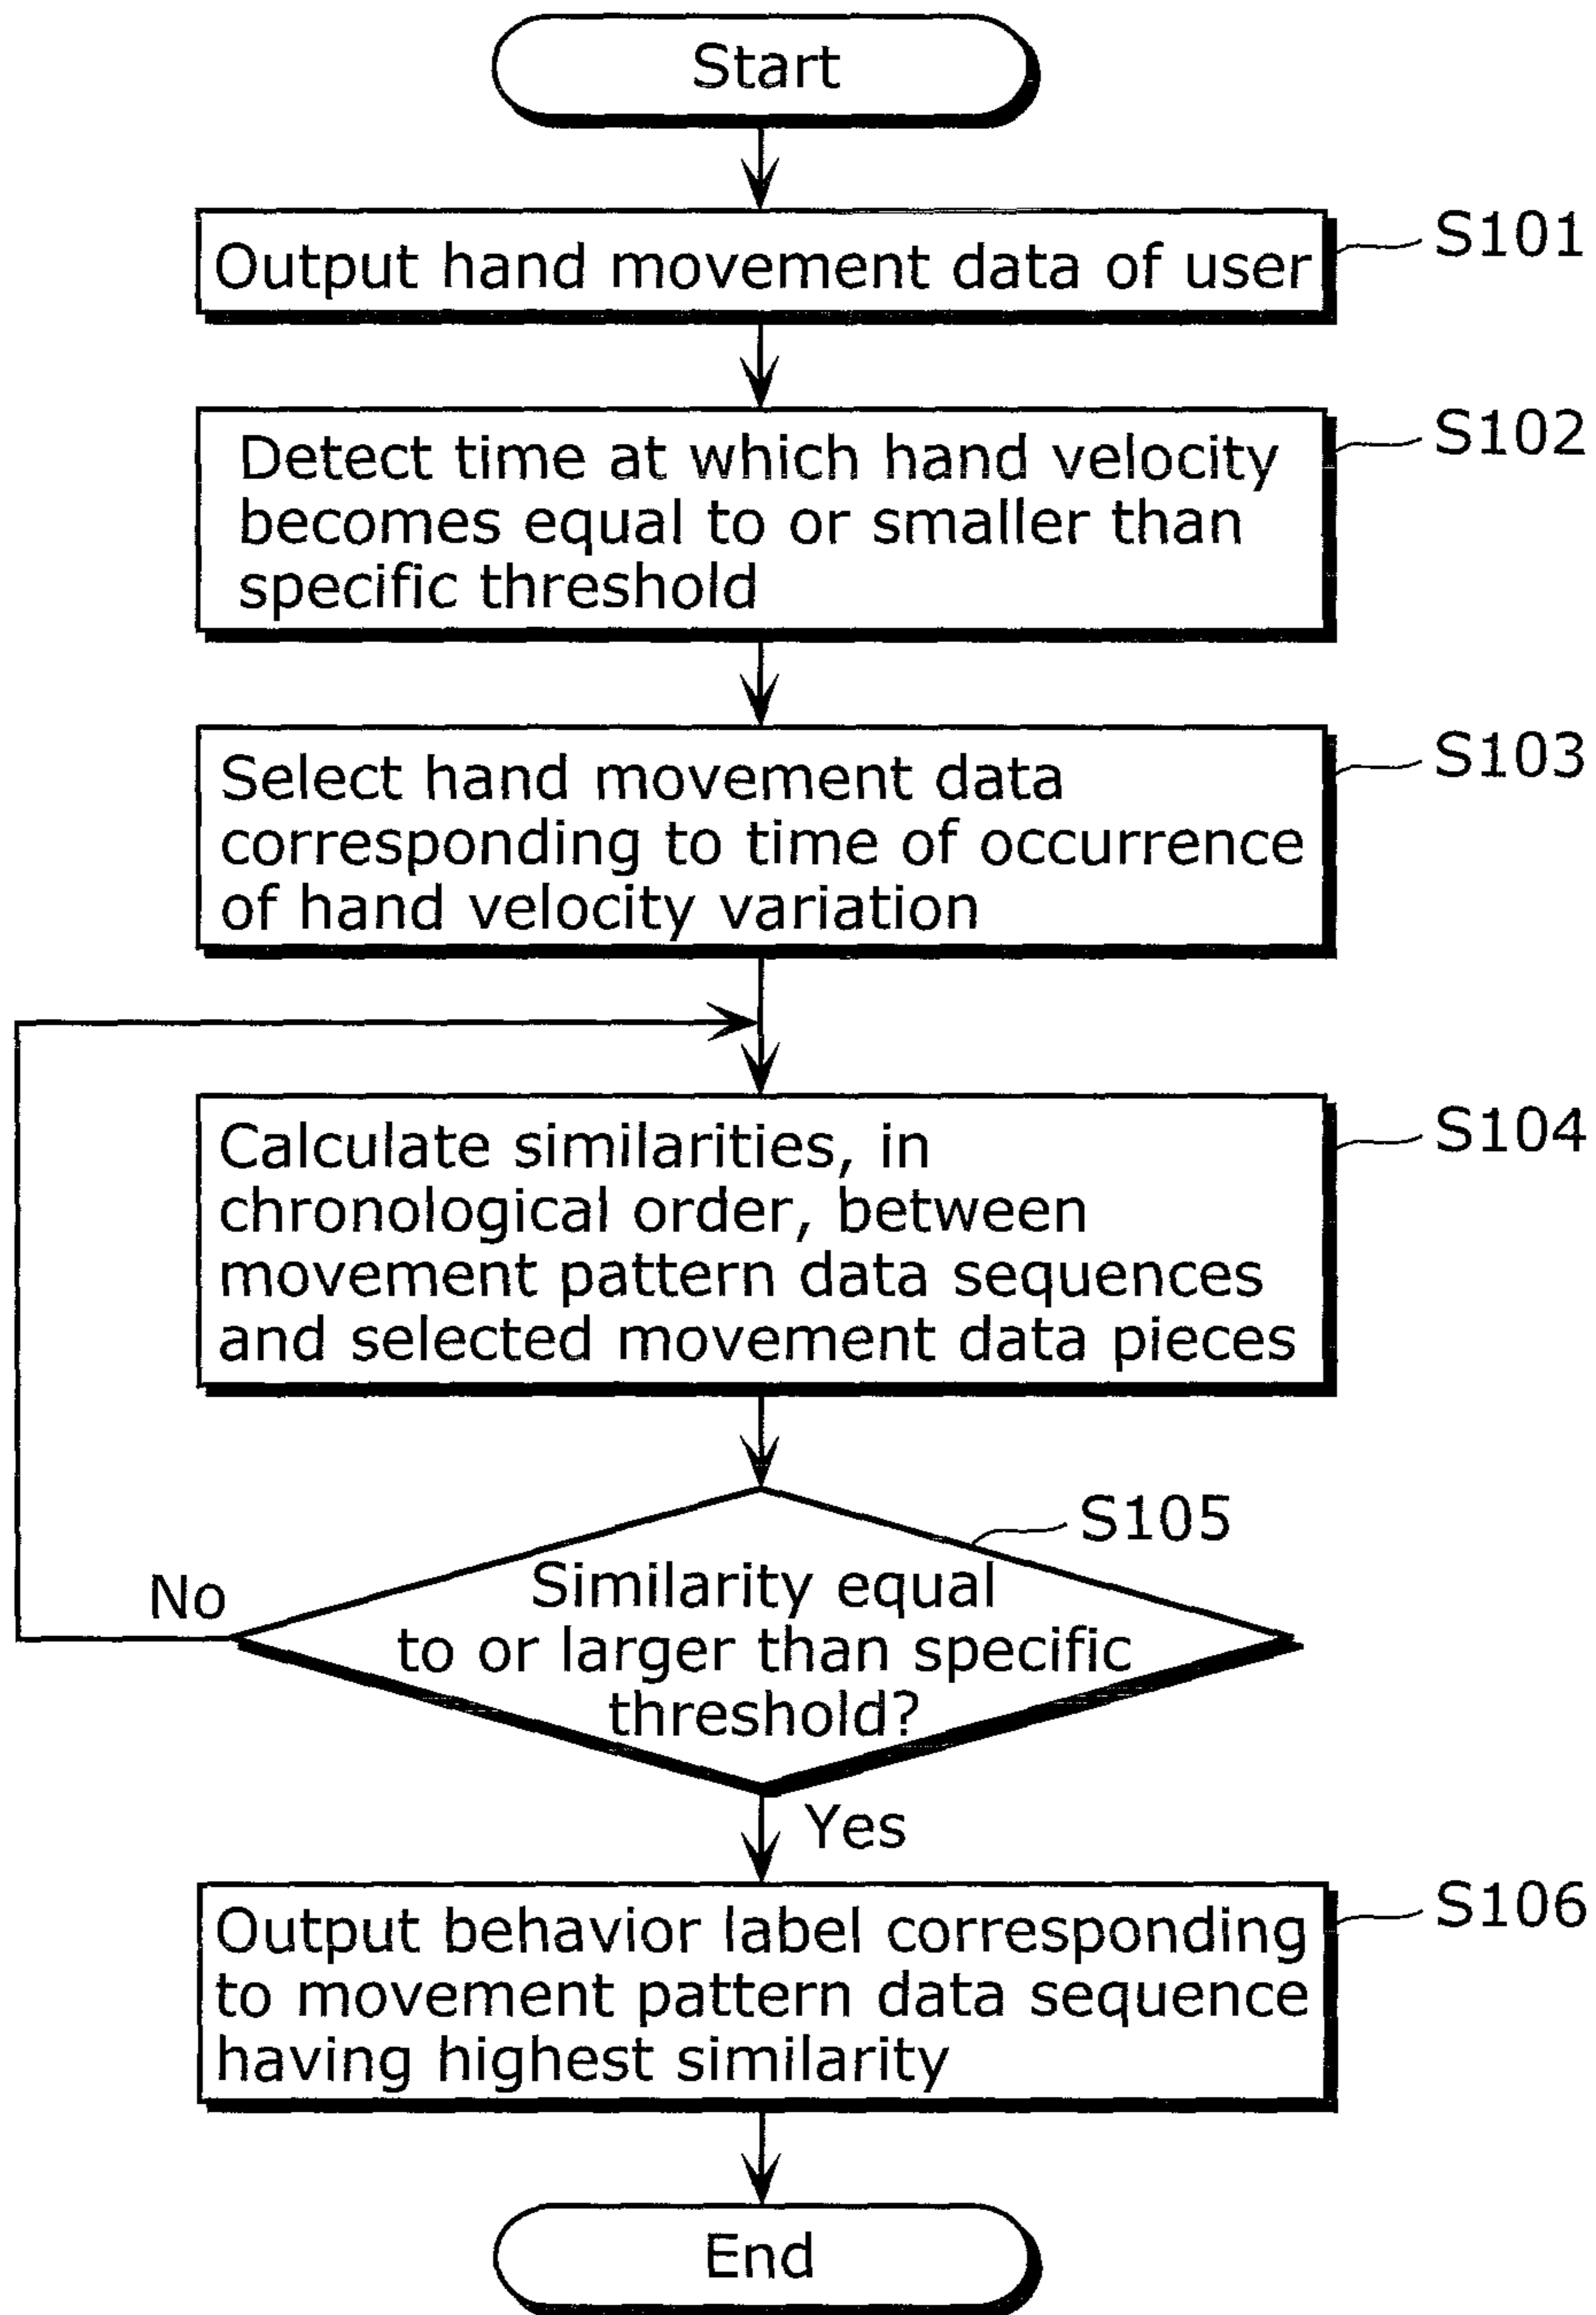 Start
Output hand movement data of user
S101
Detect time at which hand velocity
becomes equal to or smaller than
specific threshold
S102
Select hand movement data
corresponding to time of occurrence
of hand velocity variation
S103
Calculate similarities, in
chronological order, between
movement pattern data sequences
and selected movement data pieces
S104
S105
Similarity equal
to or larger than specific
threshold?
No
Yes
Output behavior label corresponding
to movement pattern data sequence
having highest similarity
S106
End